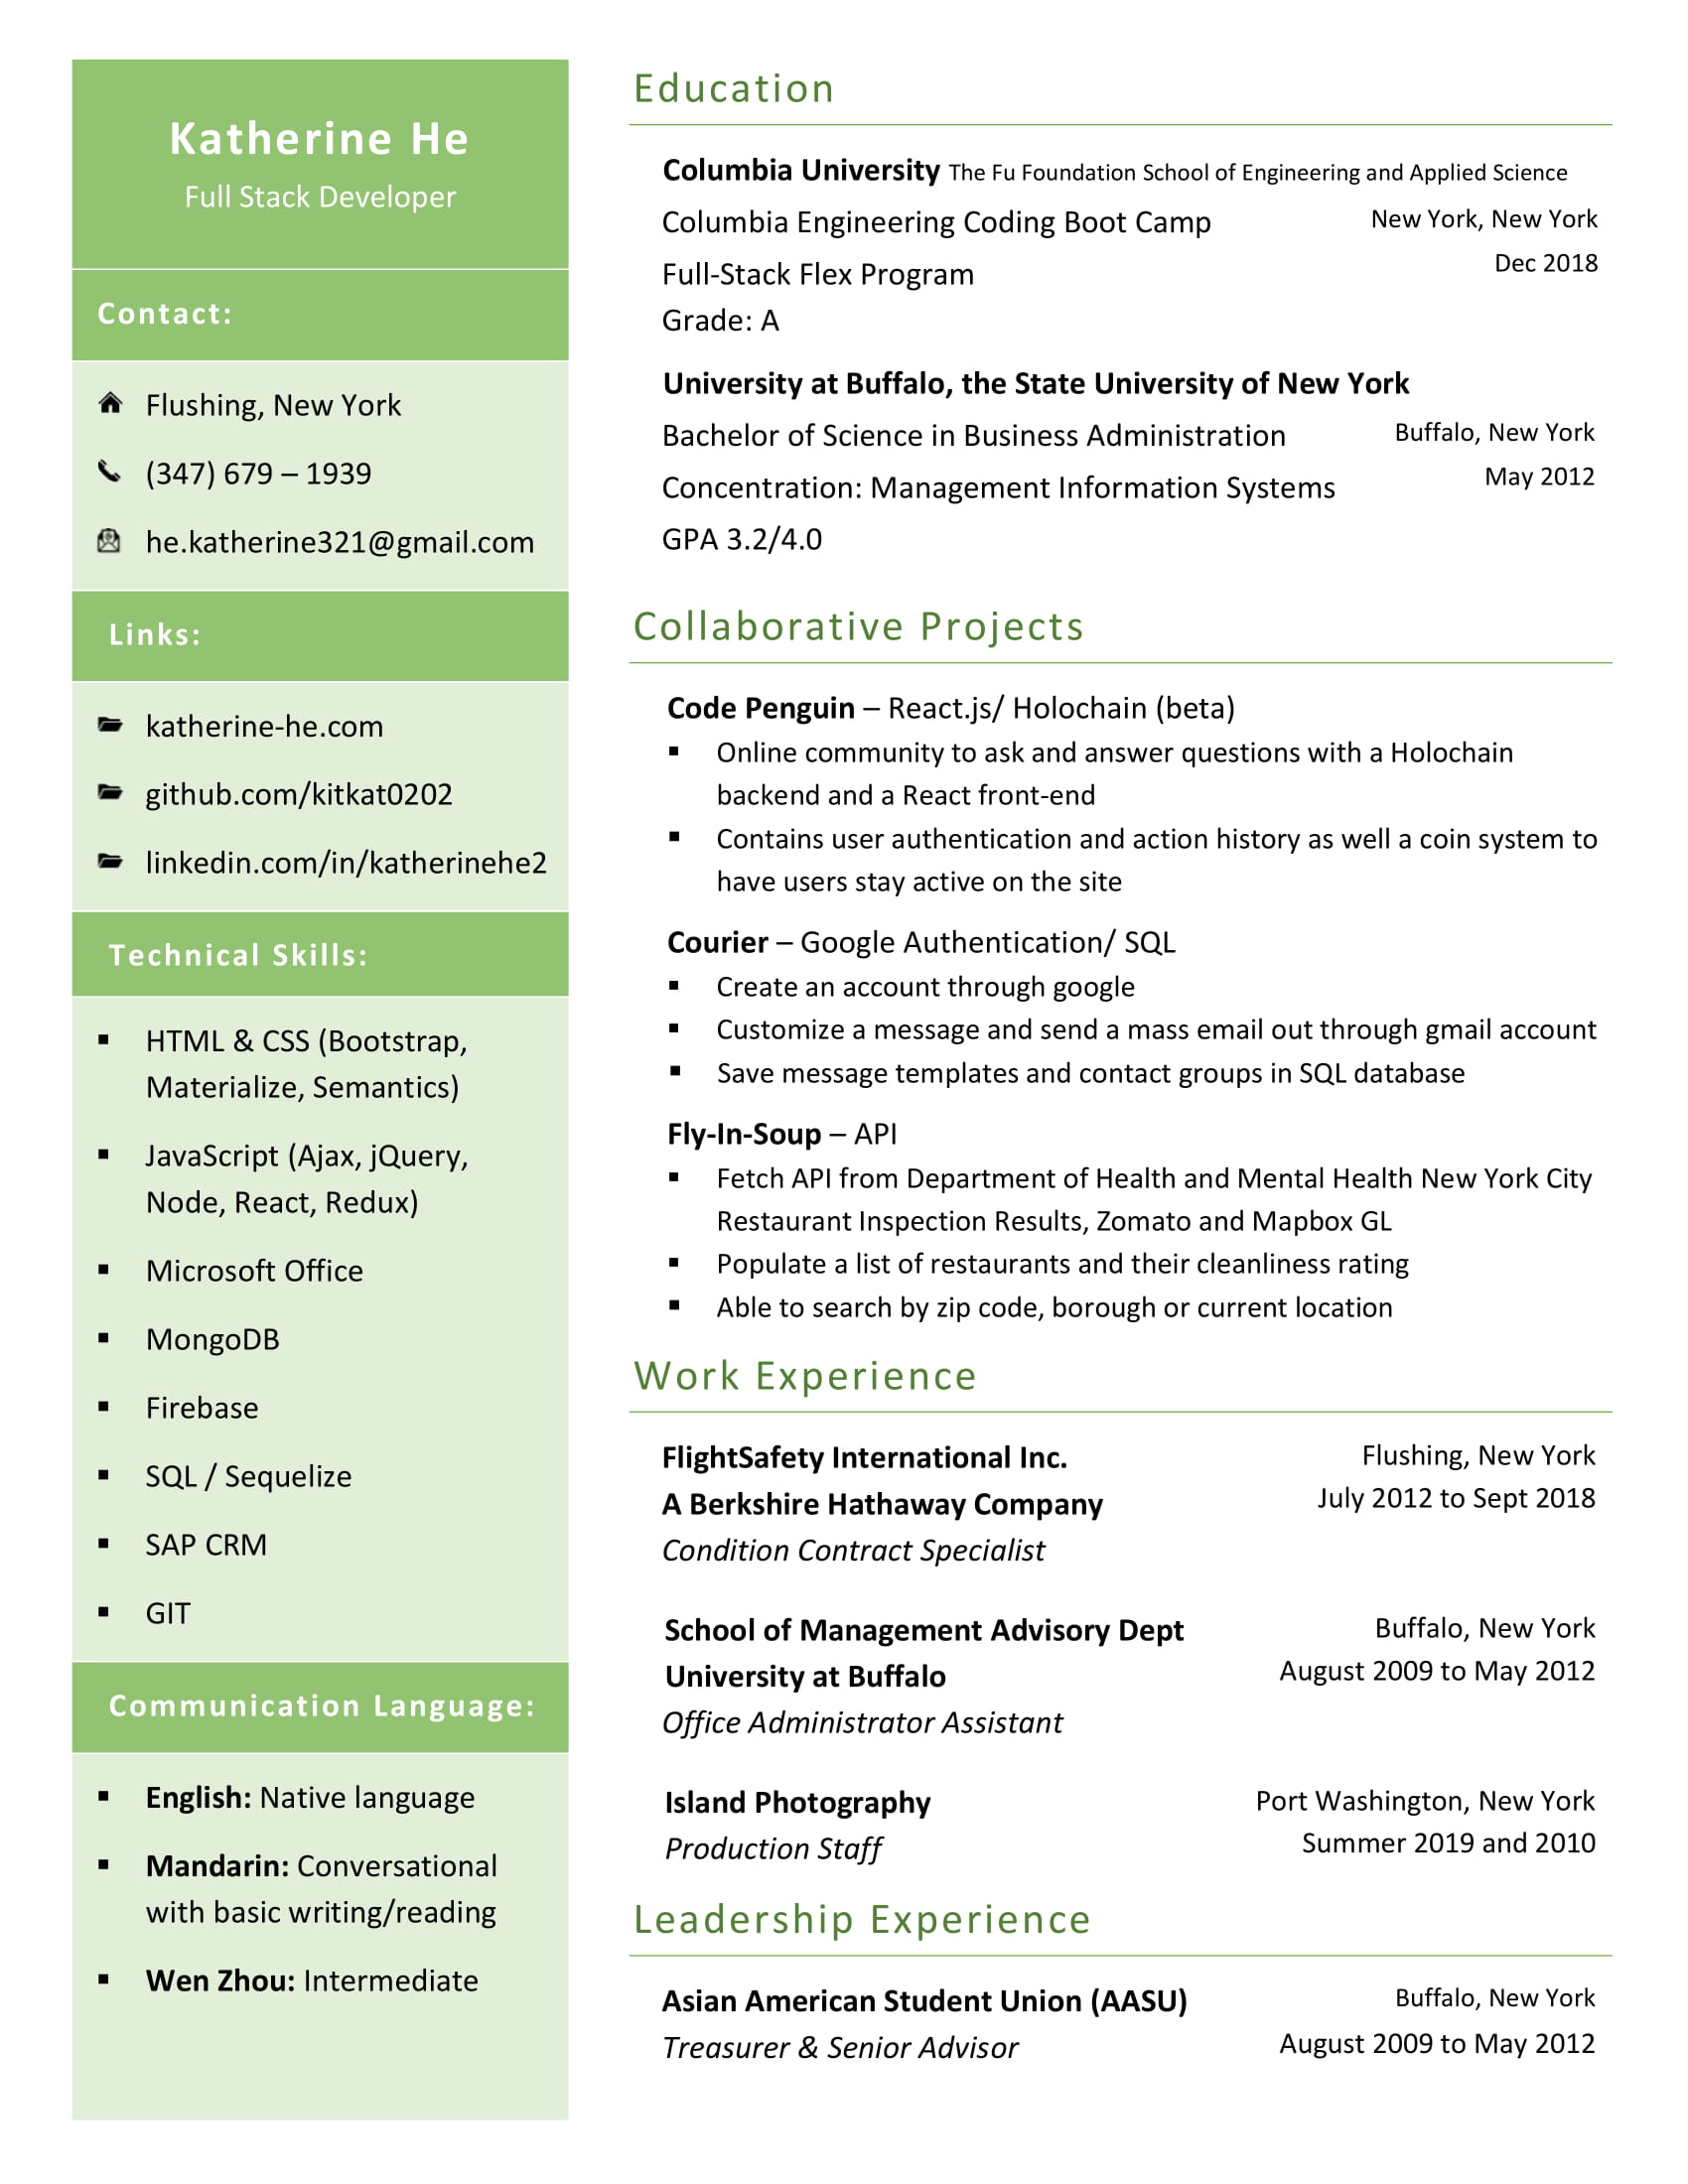 Katherine He
Full Stack Developer
Contact:
Flushing, New York
(347) 679 – 1939
he.katherine321@gmail.com
Links:
katherine-he.com
github.com/kitkat0202
linkedin.com/in/katherinehe2
Technical Skills:
▪ HTML & CSS (Bootstrap,
Materialize, Semantics)
▪ JavaScript (Ajax, jQuery,
Node, React, Redux)
▪ Microsoft Office
▪ MongoDB
▪ Firebase
▪ SQL / Sequelize
▪ SAP CRM
▪ GIT
Communication Language:
▪ English: Native language
▪ Mandarin: Conversational
with basic writing/reading
▪ Wen Zhou: Intermediate
Education
Columbia University The Fu Foundation School of Engineering and Applied Science
Columbia Engineering Coding Boot Camp New York, New York
Full-Stack Flex Program Dec 2018
Grade: A
University at Buffalo, the State University of New York
Bachelor of Science in Business Administration Buffalo, New York
Concentration: Management Information Systems May 2012
GPA 3.2/4.0
Collaborative Projects
Code Penguin – React.js/ Holochain (beta)
▪ Online community to ask and answer questions with a Holochain
backend and a React front-end
▪ Contains user authentication and action history as well a coin system to
have users stay active on the site
Courier – Google Authentication/ SQL
▪ Create an account through google
▪ Customize a message and send a mass email out through gmail account
▪ Save message templates and contact groups in SQL database
Fly-In-Soup – API
▪ Fetch API from Department of Health and Mental Health New York City
Restaurant Inspection Results, Zomato and Mapbox GL
▪ Populate a list of restaurants and their cleanliness rating
▪ Able to search by zip code, borough or current location
Work Experience
FlightSafety International Inc. Flushing, New York
A Berkshire Hathaway Company July 2012 to Sept 2018
Condition Contract Specialist
School of Management Advisory Dept Buffalo, New York
University at Buffalo August 2009 to May 2012
Office Administrator Assistant
Island Photography Port Washington, New York
Production Staff Summer 2019 and 2010
Leadership Experience
Asian American Student Union (AASU) Buffalo, New York
Treasurer & Senior Advisor August 2009 to May 2012